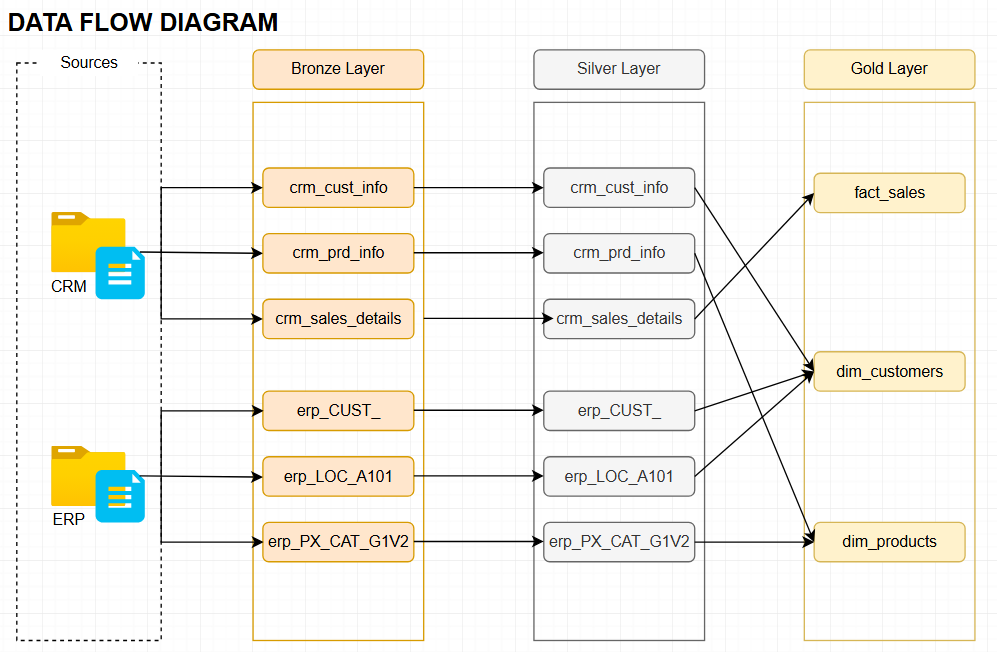 DATA FLOW DIAGRAM
Sources
Bronze Layer
Silver Layer
Gold Layer
crm_cust_info
crm_cust_info
fact_sales
CRM
crm_prd_info
crm_prd_info
crm_sales_details
crm_sales_details
dim_customers
ERP
erp_CUST_
erp_CUST_
erp_LOC_A101
erp_LOC_A101
erp_PX_CAT_G1V2
erp_PX_CAT_G1V2
dim_products